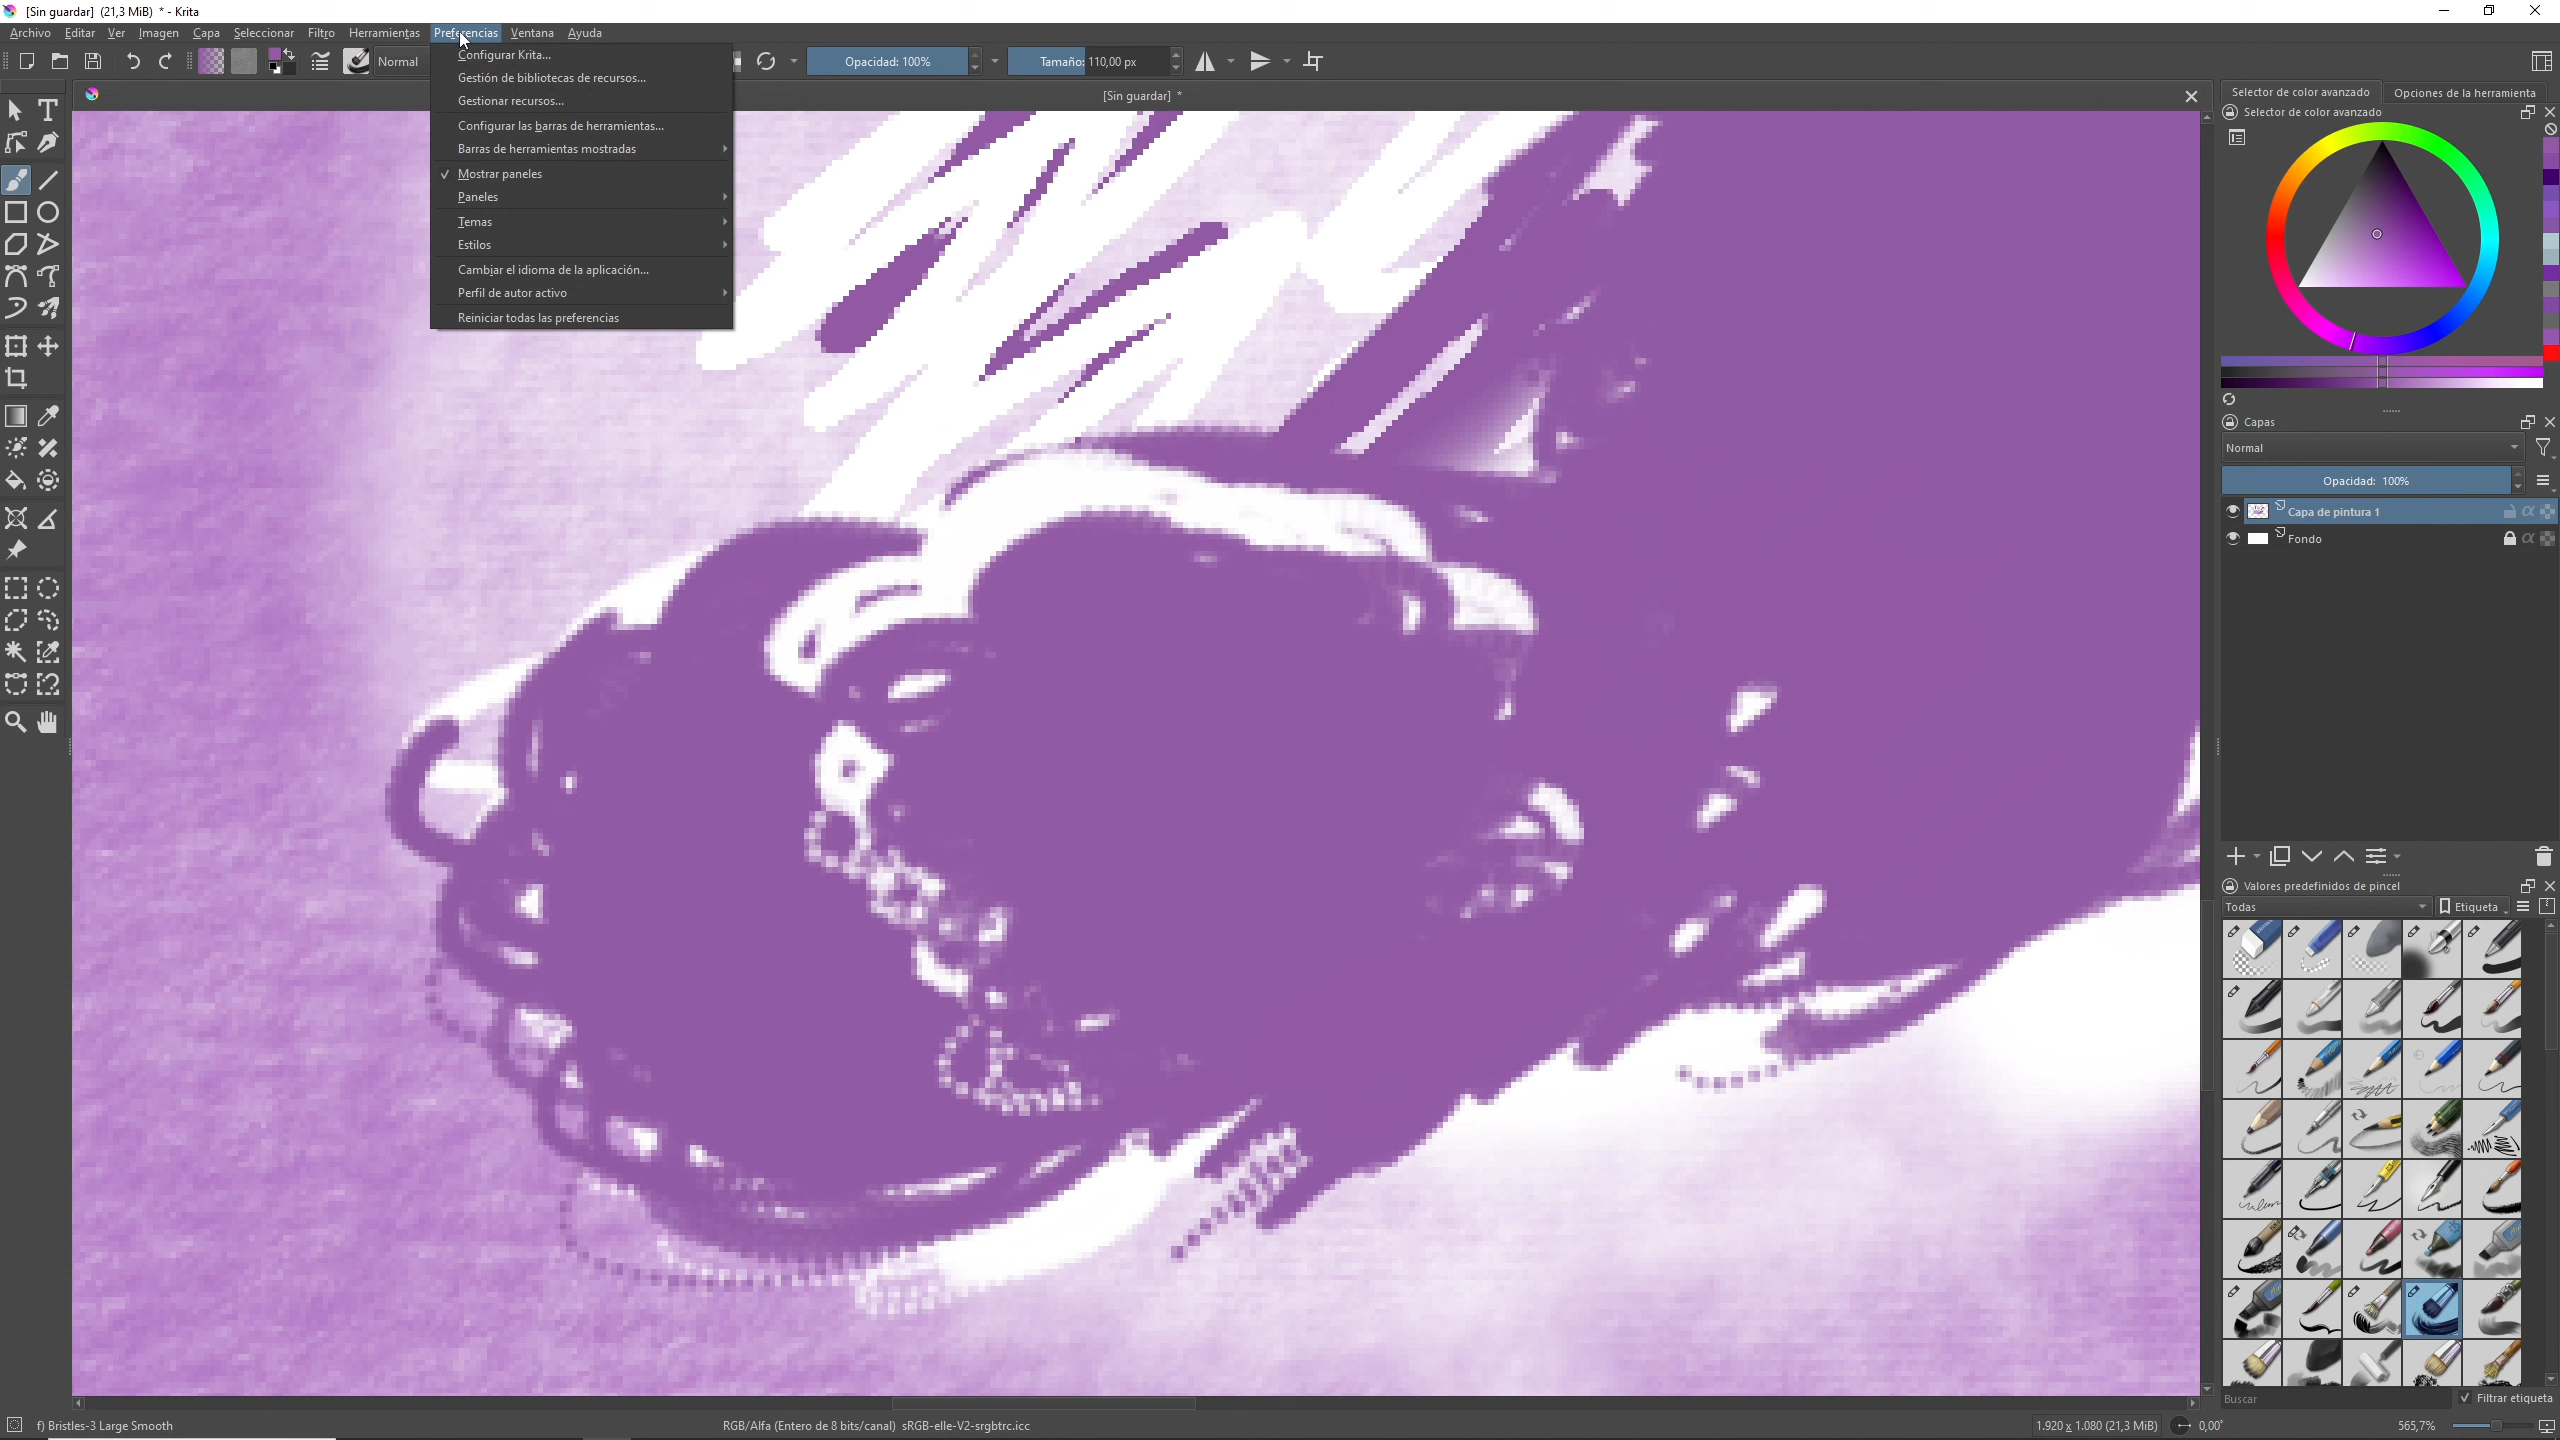 [Sin guardar] (21,3 MiB) * - Krita
Archivo Editar Ver Imagen Capa Seleccionar Filtro Herramientas Preferencias Ventana Ayuda
Normal
Opacidad: 100%
Tamaño: 110,00 px
[Sin guardar] *
Configurar Krita...
Gestión de bibliotecas de recursos...
Gestionar recursos...
Configurar las barras de herramientas...
Barras de herramientas mostradas
Mostrar paneles
Paneles
Temas
Estilos
Cambiar el idioma de la aplicación...
Perfil de autor activo
Reiniciar todas las preferencias
Selector de color avanzado Opciones de la herramienta
Selector de color avanzado
Capas
Normal
Opacidad: 100%
Capa de pintura 1
Fondo
Valores predefinidos de pincel
Todas Etiqueta
Buscar Filtrar etiqueta
f) Bristles-3 Large Smooth RGB/Alfa (Entero de 8 bits/canal) sRGB-elle-V2-srgbtrc.icc 1.920 x 1.080 (21,3 MiB) 0,00° 565,7%